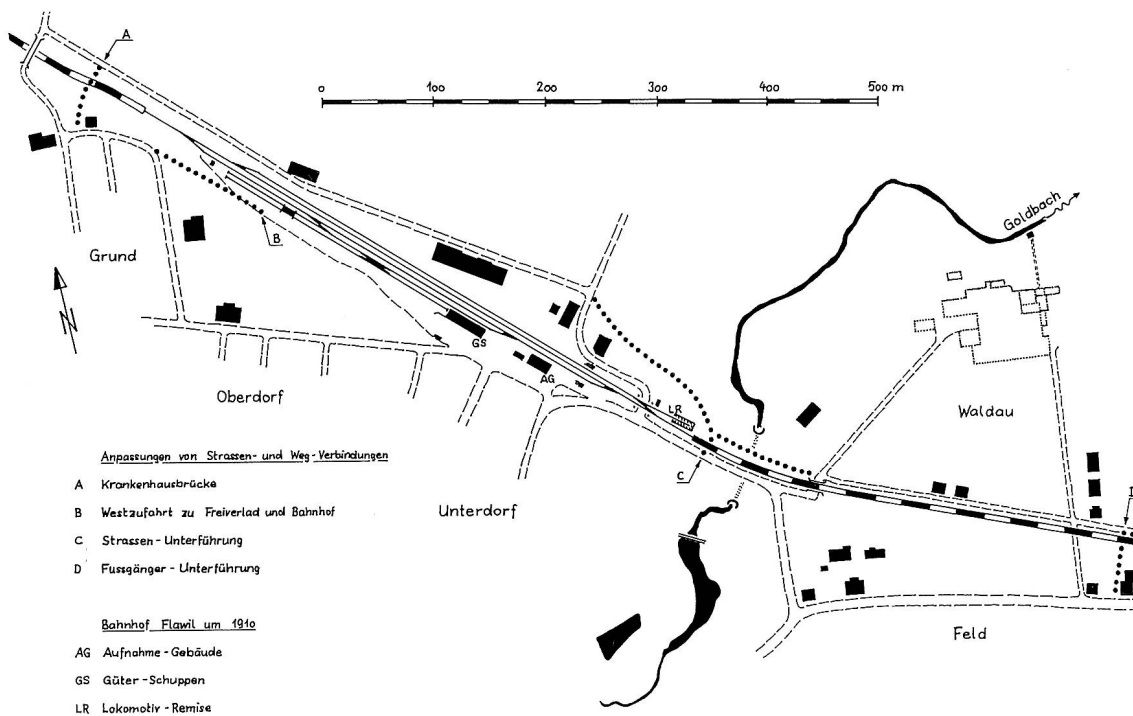 A
0 100 200 300 400 500 m
Goldbach
B
Grund
N
GS
AG
Oberdorf
LR
Waldau
C
D
Unterdorf
Feld
Anpassungen von Strassen- und Weg-Verbindungen
A Krankenhausbrücke
B Westzufahrt zu Freiverlad und Bahnhof
C Strassen-Unterführung
D Fussgänger-Unterführung
Bahnhof Flawil um 1910
AG Aufnahme-Gebäude
GS Güter-Schuppen
LR Lokomotiv-Remise